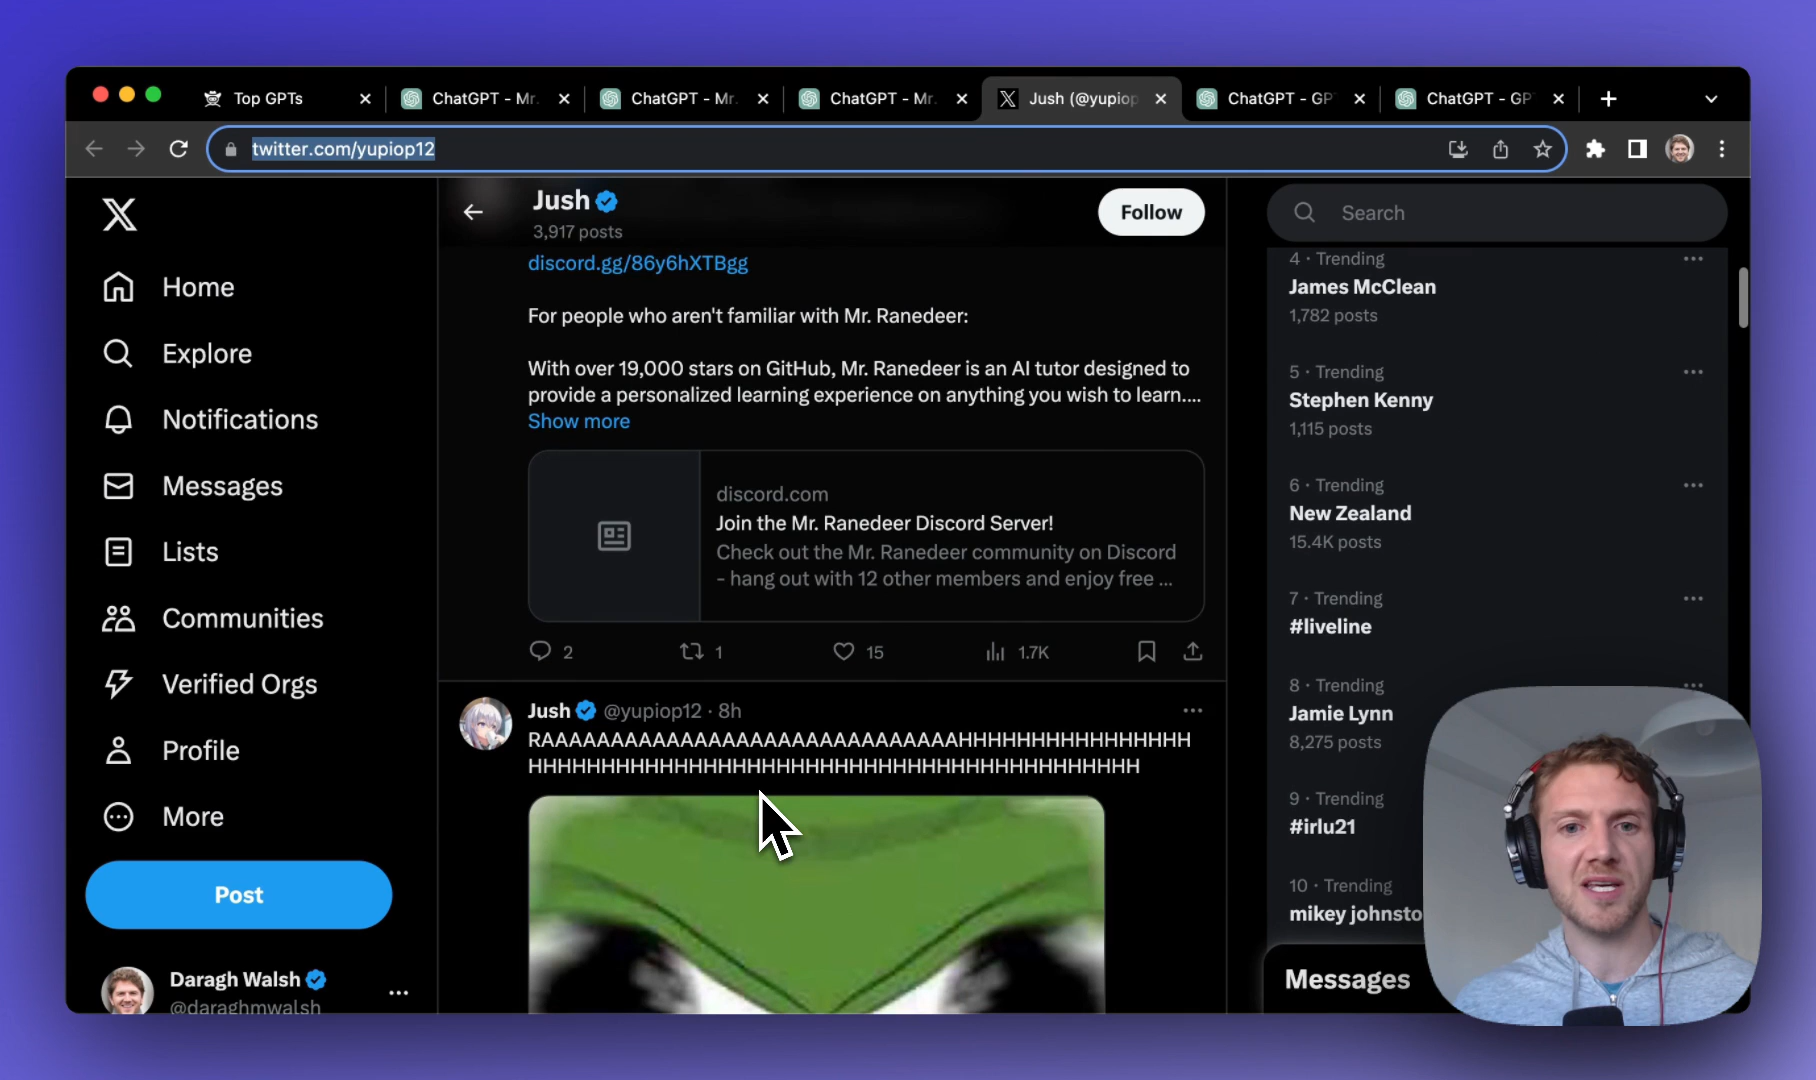 Top GPTs
ChatGPT - Mr.
ChatGPT - Mr.
ChatGPT - Mr.
Jush (@yupiop
ChatGPT - GP
ChatGPT - GP
twitter.com/yupiop12
Home
Explore
Notifications
Messages
Lists
Communities
Verified Orgs
Profile
More
Post
Daragh Walsh
@daraghmwalsh
Jush
3,917 posts
Follow
discord.gg/86y6hXTBgg
For people who aren't familiar with Mr. Ranedeer:
With over 19,000 stars on GitHub, Mr. Ranedeer is an AI tutor designed to
provide a personalized learning experience on anything you wish to learn....
Show more
discord.com
Join the Mr. Ranedeer Discord Server!
Check out the Mr. Ranedeer community on Discord
- hang out with 12 other members and enjoy free ...
2
1
15
1.7K
Jush @yupiop12 · 8h
RAAAAAAAAAAAAAAAAAAAAAAAAAAAAAAHHHHHHHHHHHHHHHH
HHHHHHHHHHHHHHHHHHHHHHHHHHHHHHHHHHHHHHHHHH
Search
4 · Trending
James McClean
1,782 posts
5 · Trending
Stephen Kenny
1,115 posts
6 · Trending
New Zealand
15.4K posts
7 · Trending
#liveline
8 · Trending
Jamie Lynn
8,275 posts
9 · Trending
#irlu21
10 · Trending
mikey johnsto
Messages